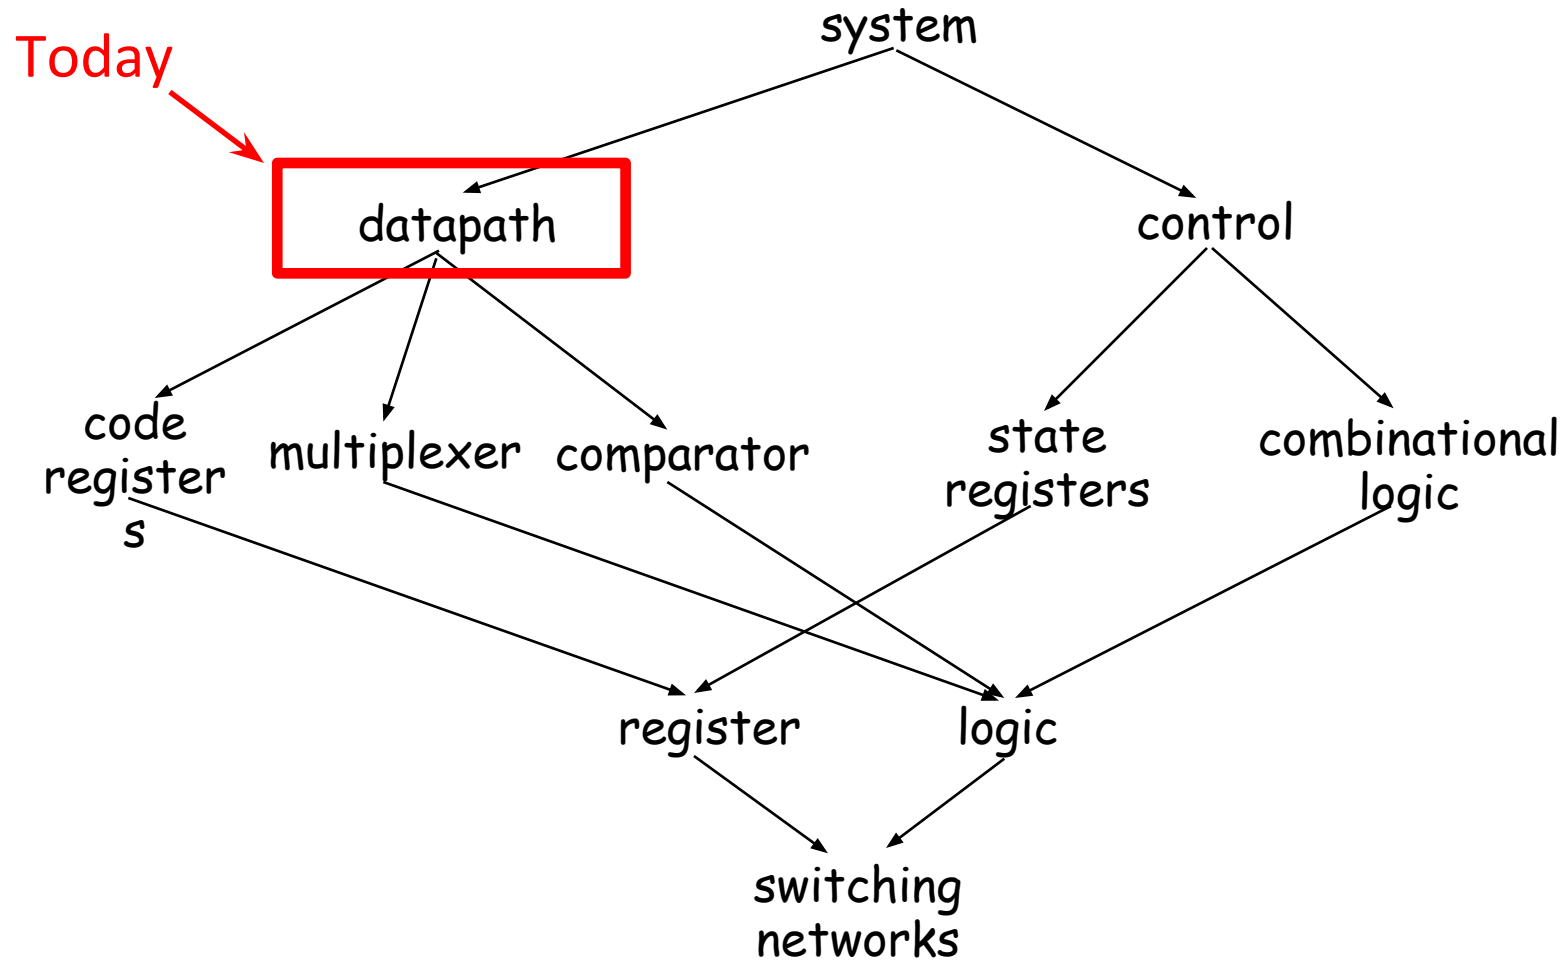 system
Today
datapath
control
code
register
s
multiplexer
comparator
state
registers
combinational
logic
register
logic
switching
networks